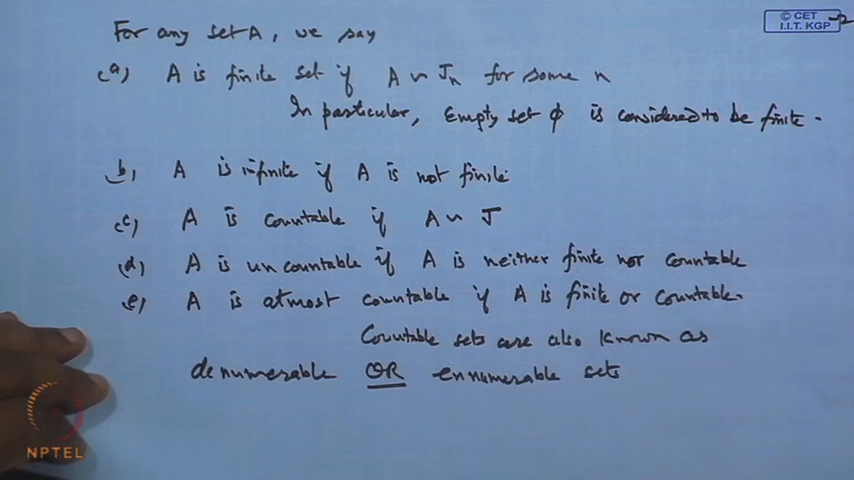 © CET
I.I.T. KGP
For any set A, we say
(a) A is finite set if A ~ Jn for some n
In particular, Empty set ϕ is considered to be finite.
(b) A is infinite if A is not finite
(c) A is countable if A ~ J
(d) A is uncountable if A is neither finite nor countable
(e) A is atmost countable if A is finite or countable.
Countable sets are also known as
denumerable OR ennumerable sets
NPTEL